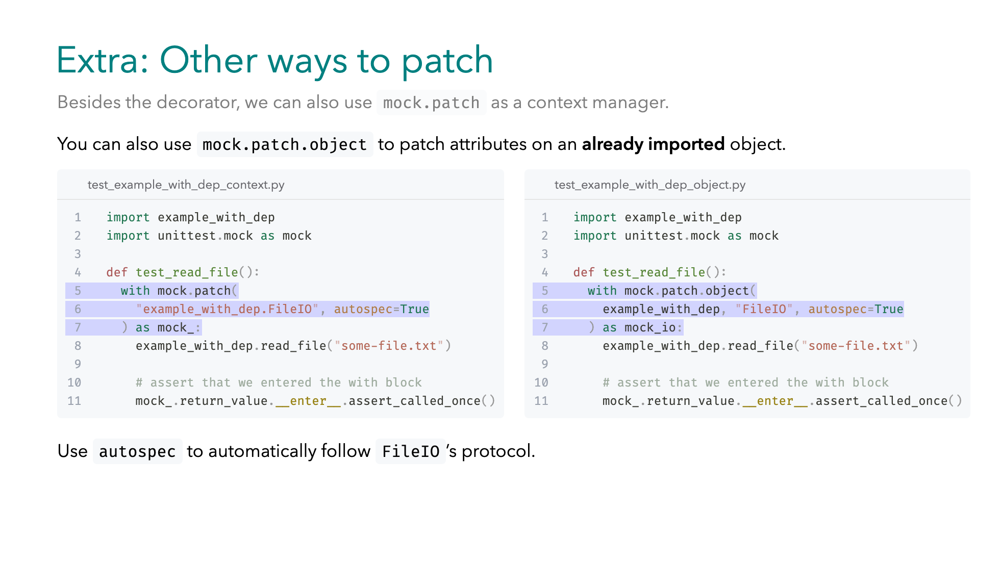 Extra: Other ways to patch
Besides the decorator, we can also use mock.patch as a context manager.
You can also use mock.patch.object to patch attributes on an already imported object.
test_example_with_dep_context.py
1 import example_with_dep
2 import unittest.mock as mock
3
4 def test_read_file():
5   with mock.patch(
6     "example_with_dep.FileIO", autospec=True
7   ) as mock_:
8     example_with_dep.read_file("some-file.txt")
9
10     # assert that we entered the with block
11     mock_.return_value.__enter__.assert_called_once()
test_example_with_dep_object.py
1 import example_with_dep
2 import unittest.mock as mock
3
4 def test_read_file():
5   with mock.patch.object(
6     example_with_dep, "FileIO", autospec=True
7   ) as mock_io:
8     example_with_dep.read_file("some-file.txt")
9
10     # assert that we entered the with block
11     mock_.return_value.__enter__.assert_called_once()
Use autospec to automatically follow FileIO’s protocol.